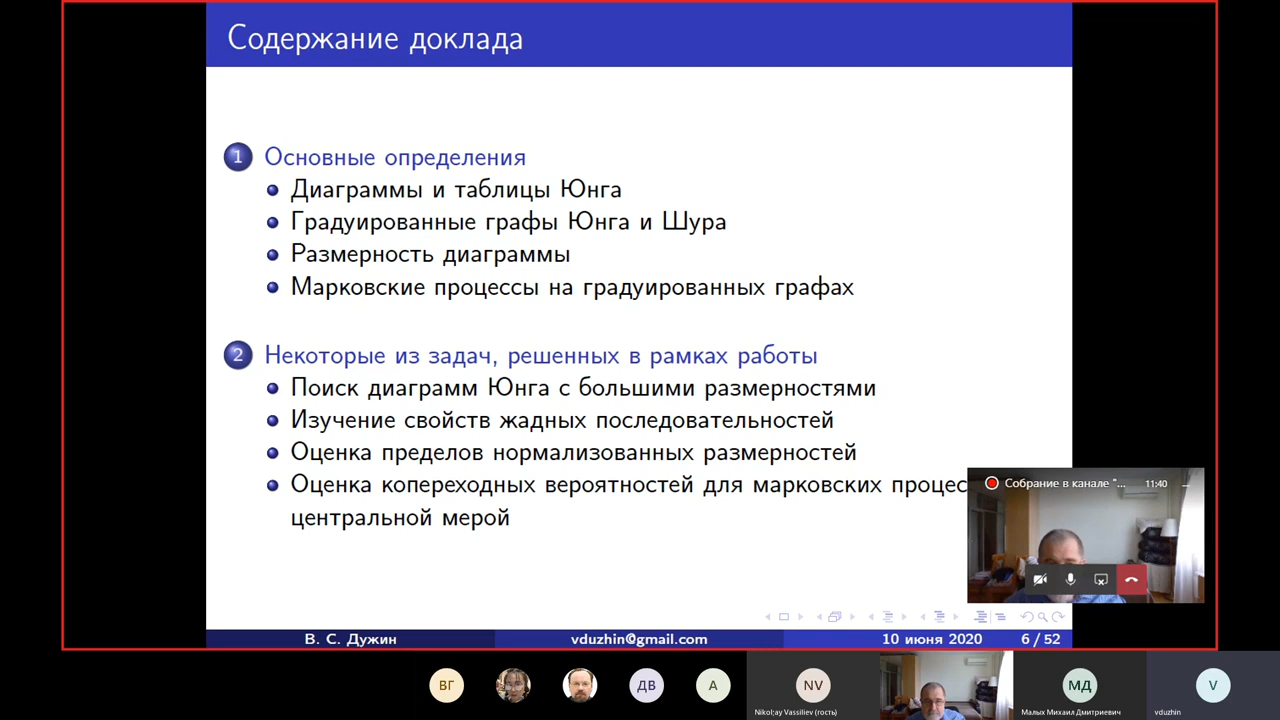 Содержание доклада
1 Основные определения
Диаграммы и таблицы Юнга
Градуированные графы Юнга и Шура
Размерность диаграммы
Марковские процессы на градуированных графах
2 Некоторые из задач, решенных в рамках работы
Поиск диаграмм Юнга с большими размерностями
Изучение свойств жадных последовательностей
Оценка пределов нормализованных размерностей
Оценка копереходных вероятностей для марковских процес
центральной мерой
Собрание в канале "... 11:40
В. С. Дужин vduzhin@gmail.com 10 июня 2020 6 / 52
ВГ ДВ А NV МД V
Nikol;ay Vassiliev (гость) Малых Михаил Дмитриевич vduzhin